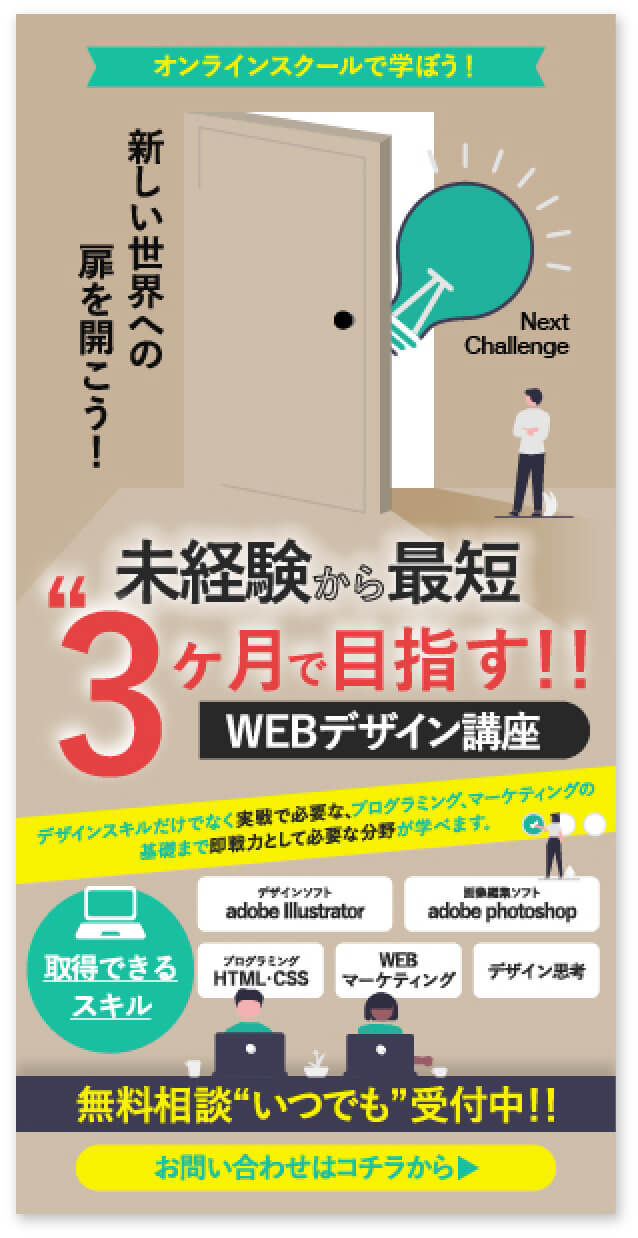 オンラインスクールで学ぼう！
新しい世界への
扉を開こう！
Next
Challenge
未経験から最短
“3ヶ月で目指す!!
WEBデザイン講座
デザインスキルだけでなく実戦で必要な、プログラミング、マーケティングの
基礎まで即戦力として必要な分野が学べます。
取得できる
スキル
デザインソフト
adobe Illustrator
画像編集ソフト
adobe photoshop
プログラミング
HTML・CSS
WEB
マーケティング
デザイン思考
無料相談“いつでも”受付中!!
お問い合わせはコチラから▶